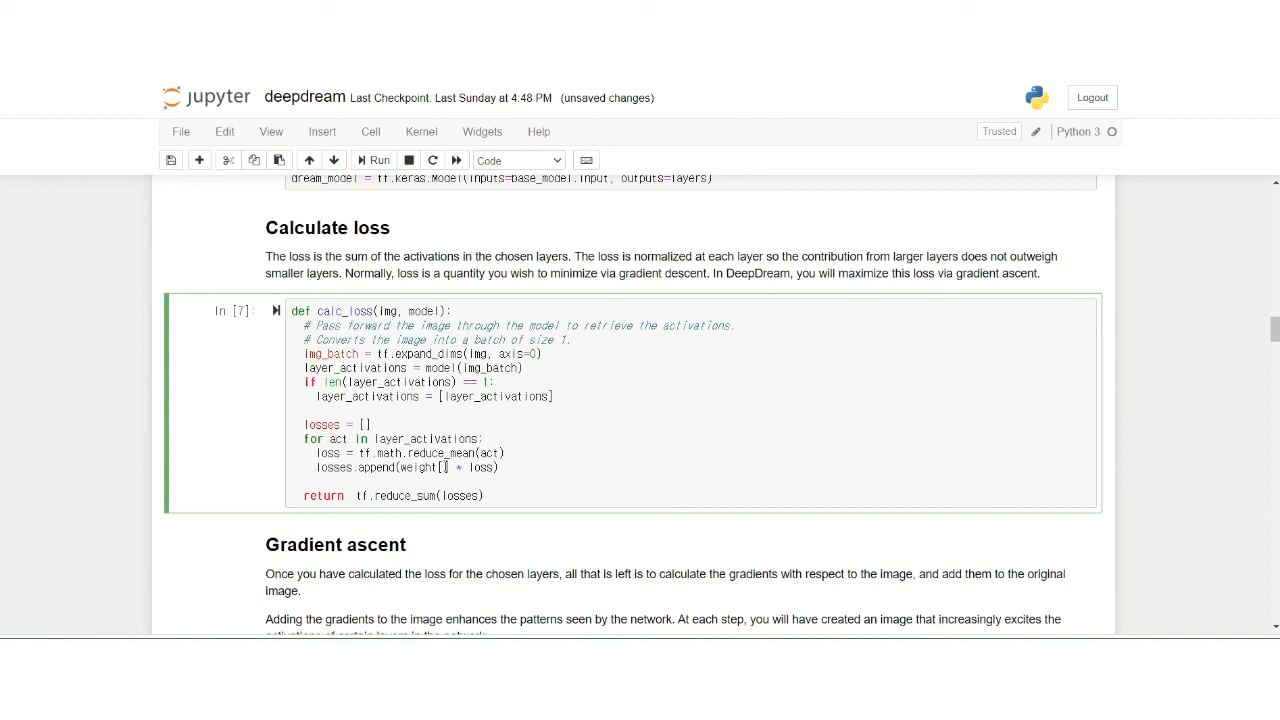 jupyter deepdream Last Checkpoint: Last Sunday at 4:48 PM (unsaved changes) Logout
File Edit View Insert Cell Kernel Widgets Help Trusted Python 3
Run Code
dream_model = tf.keras.Model(inputs=base_model.input, outputs=layers)
Calculate loss
The loss is the sum of the activations in the chosen layers. The loss is normalized at each layer so the contribution from larger layers does not outweigh
smaller layers. Normally, loss is a quantity you wish to minimize via gradient descent. In DeepDream, you will maximize this loss via gradient ascent.
In [7]: def calc_loss(img, model):
# Pass forward the image through the model to retrieve the activations.
# Converts the image into a batch of size 1.
img_batch = tf.expand_dims(img, axis=0)
layer_activations = model(img_batch)
if len(layer_activations) == 1:
layer_activations = [layer_activations]
losses = []
for act in layer_activations:
loss = tf.math.reduce_mean(act)
losses.append(weight[] * loss)
return tf.reduce_sum(losses)
Gradient ascent
Once you have calculated the loss for the chosen layers, all that is left is to calculate the gradients with respect to the image, and add them to the original
image.
Adding the gradients to the image enhances the patterns seen by the network. At each step, you will have created an image that increasingly excites the
activations of certain layers in the network.